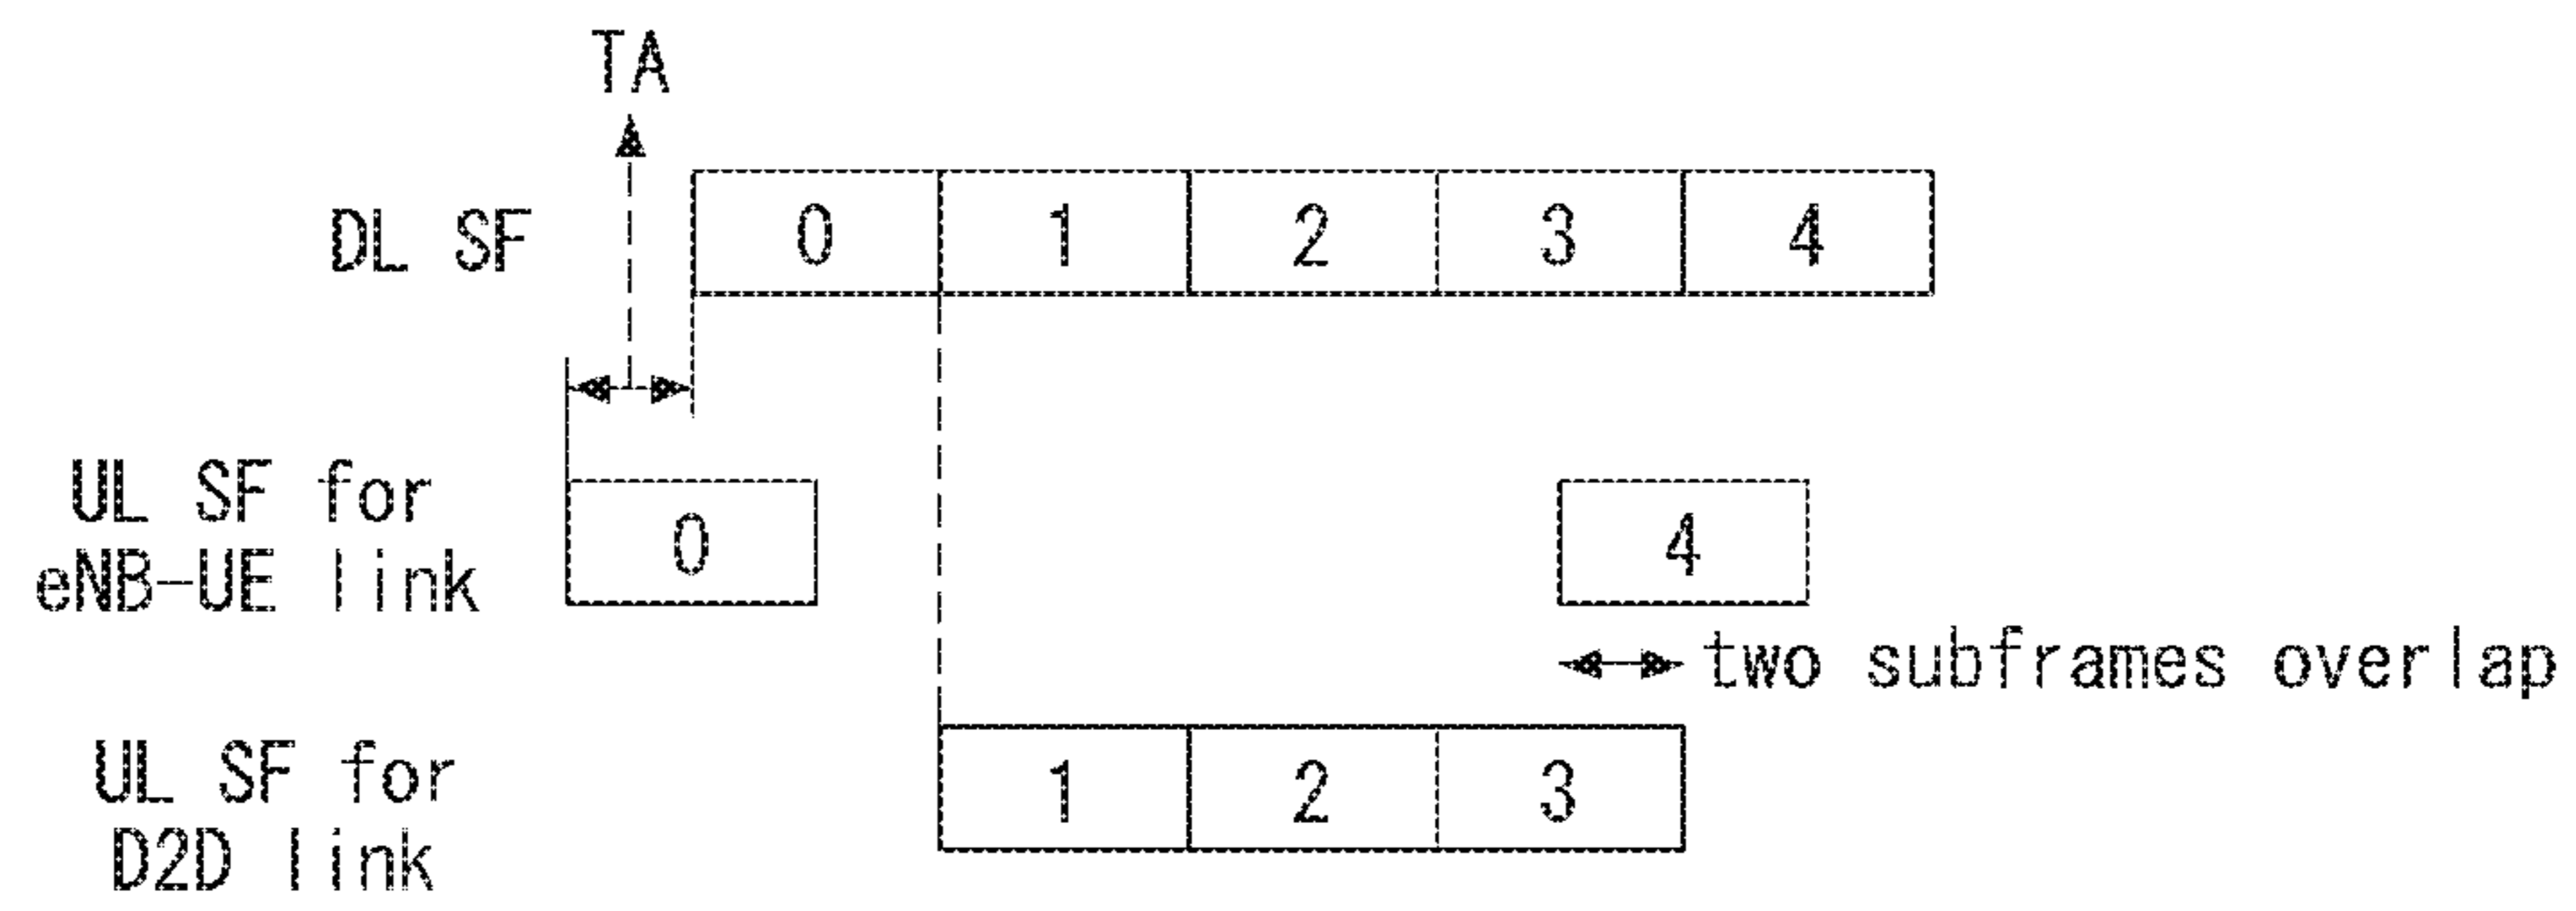 TA
DL SF
0 1 2 3 4
UL SF for
eNB-UE link
0
4
two subframes overlap
UL SF for
D2D link
1 2 3